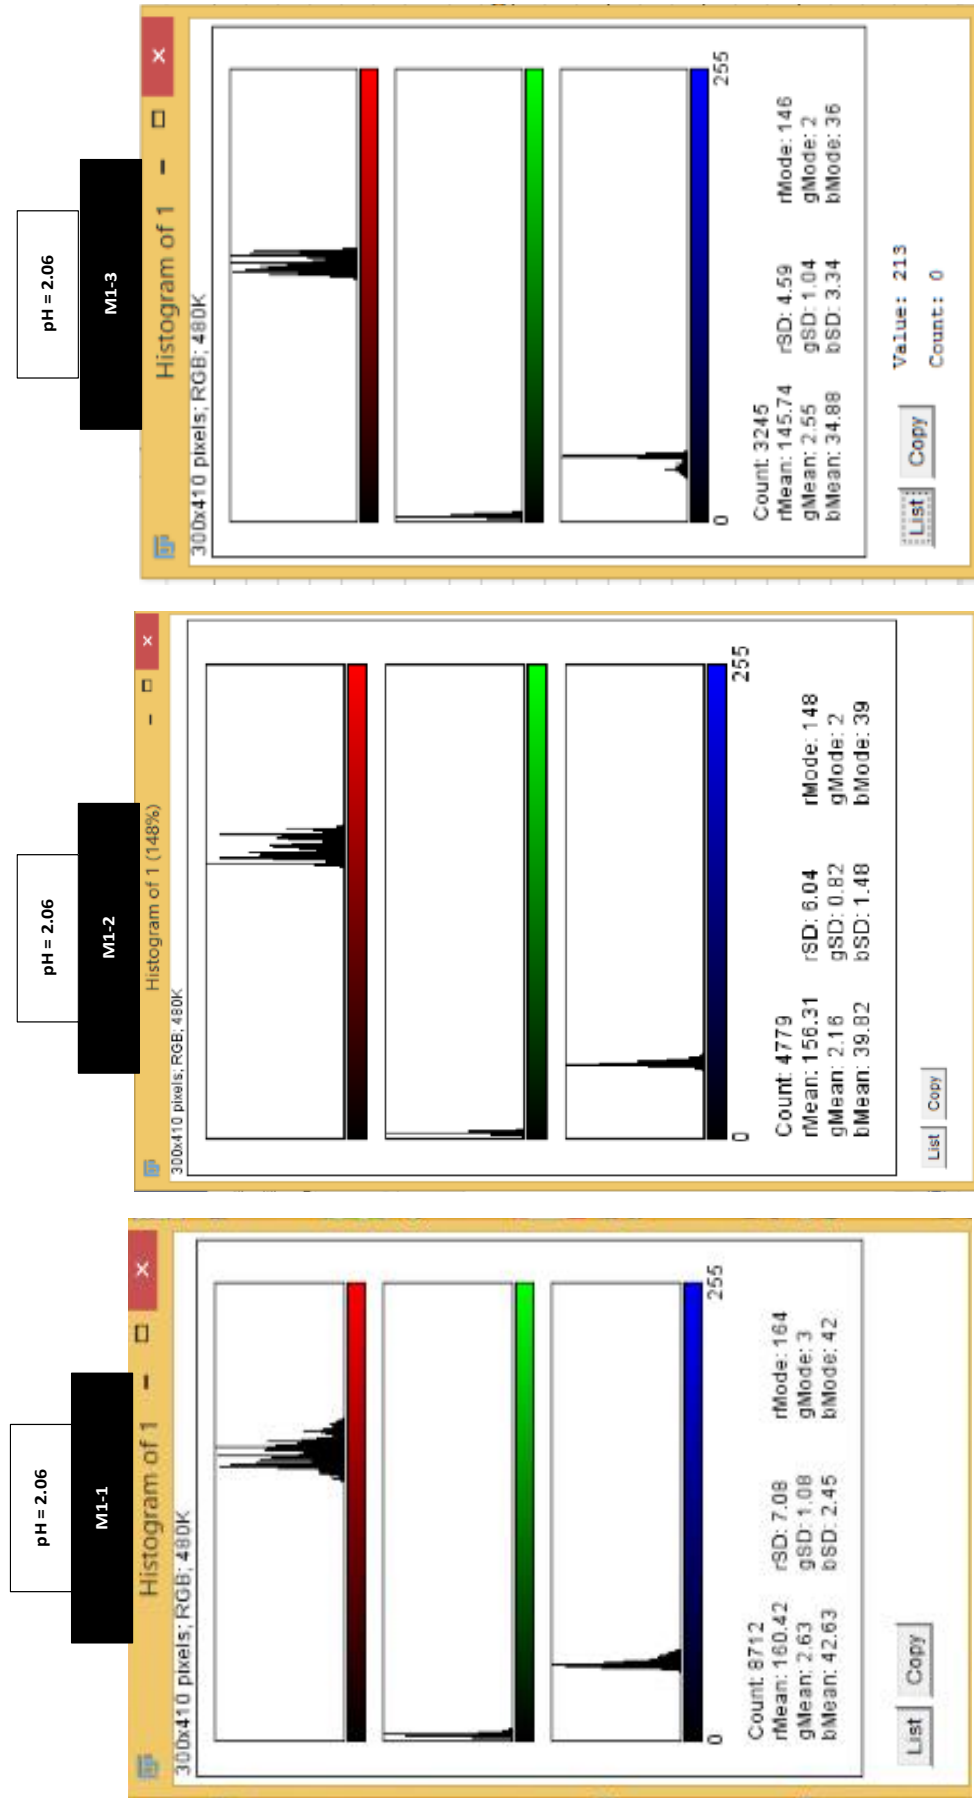 pH = 2.06
M1-1
Histogram of 1
300x410 pixels; RGB; 480K
0
255
Count: 8712
rMean: 160.42 rSD: 7.08 rMode: 164
gMean: 2.63 gSD: 1.08 gMode: 3
bMean: 42.63 bSD: 2.45 bMode: 42
List Copy
pH = 2.06
M1-2
Histogram of 1 (148%)
300x410 pixels; RGB; 480K
0
255
Count: 4779
rMean: 156.31 rSD: 6.04 rMode: 148
gMean: 2.16 gSD: 0.82 gMode: 2
bMean: 39.82 bSD: 1.48 bMode: 39
List Copy
pH = 2.06
M1-3
Histogram of 1
300x410 pixels; RGB; 480K
0
255
Count: 3245
rMean: 145.74 rSD: 4.59 rMode: 146
gMean: 2.55 gSD: 1.04 gMode: 2
bMean: 34.88 bSD: 3.34 bMode: 36
List Copy
Value: 213
Count: 0